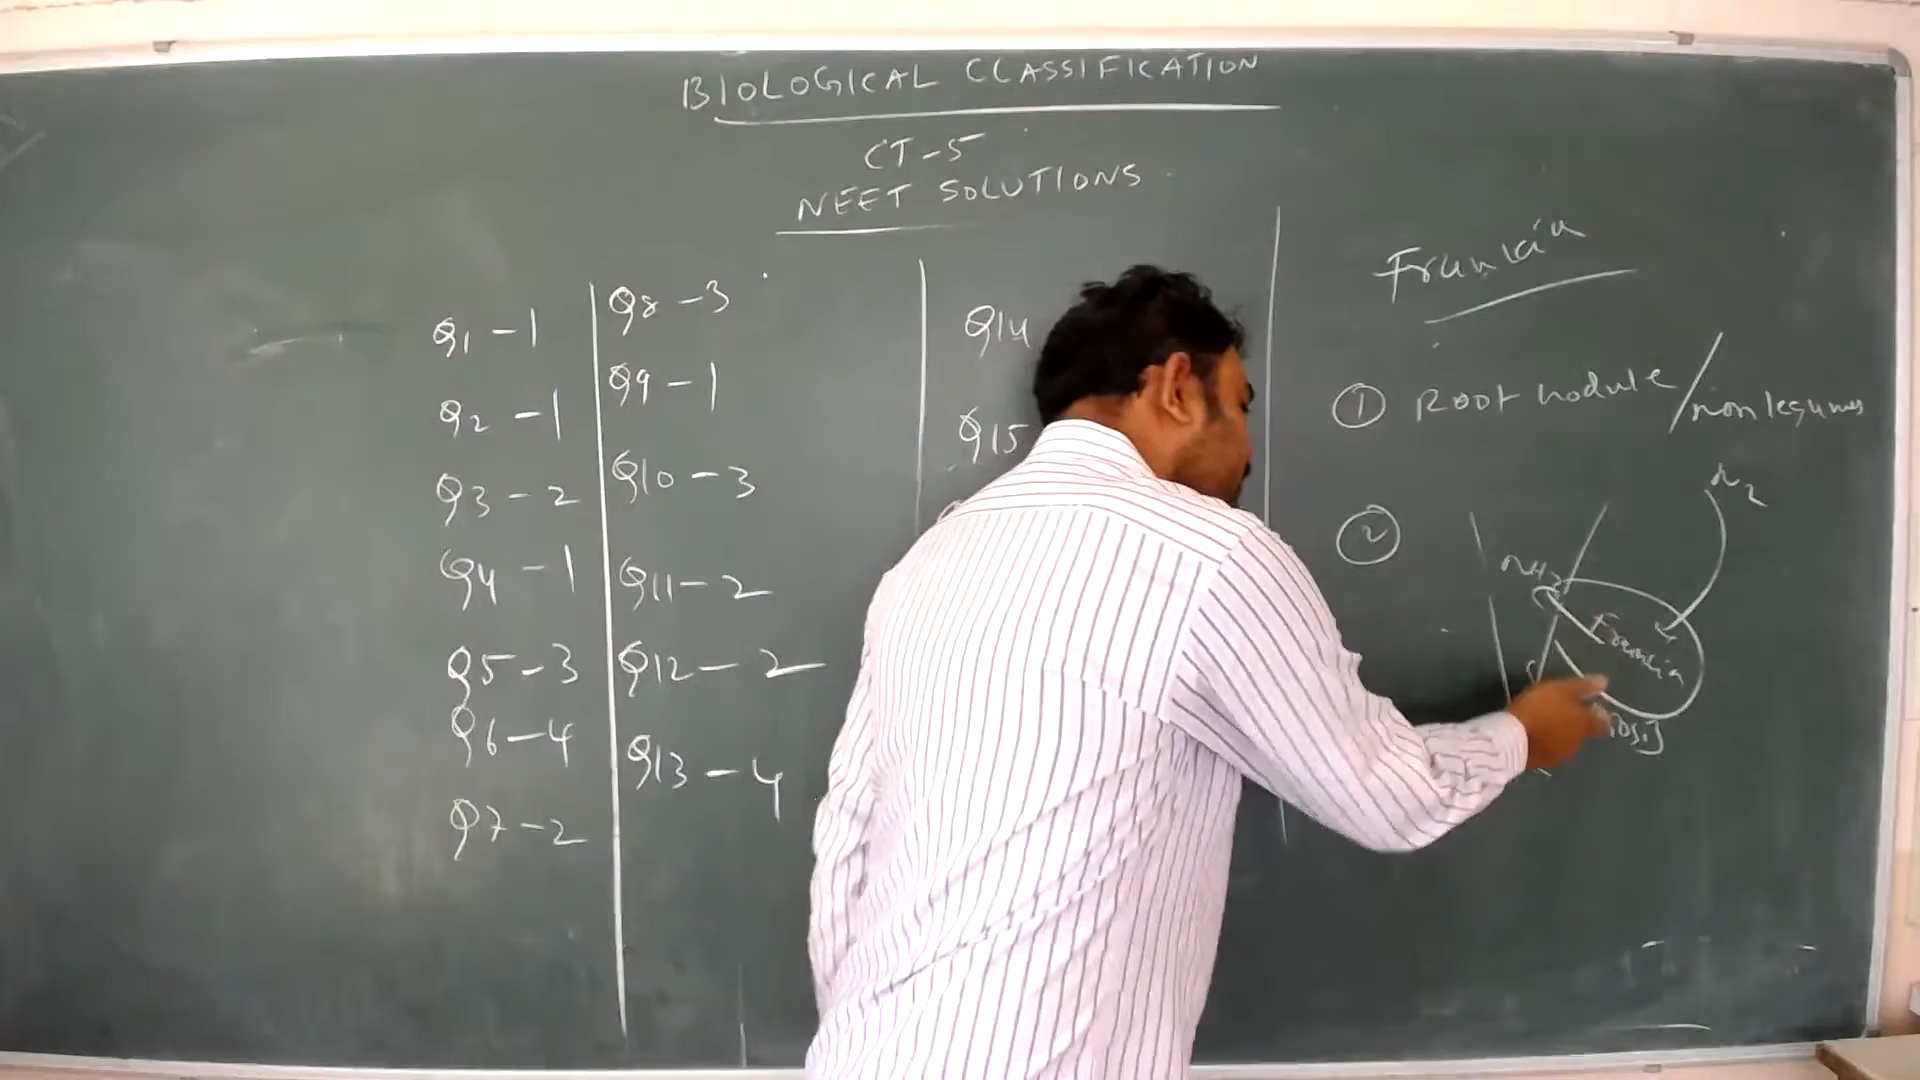 BIOLOGICAL CLASSIFICATION
CT-5
NEET SOLUTIONS
Q1 - 1
Q2 - 1
Q3 - 2
Q4 - 1
Q5 - 3
Q6 - 4
Q7 - 2
Q8 - 3
Q9 - 1
Q10 - 3
Q11 - 2
Q12 - 2
Q13 - 4
Q14
Q15
Frankia
① Root nodule / non legumes
②
N2
NH3
Frankia